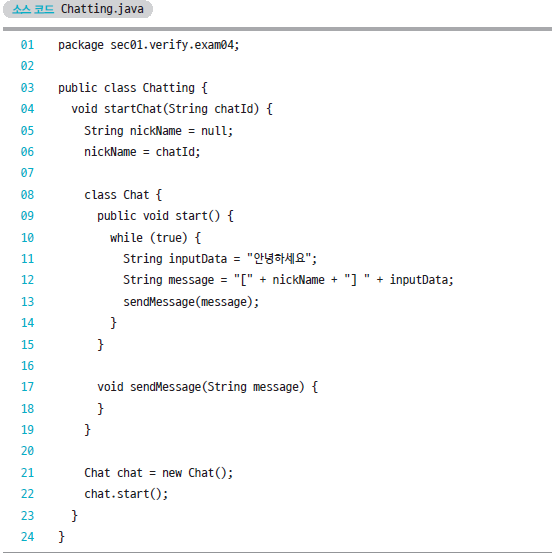 소스 코드 Chatting.java
01 package sec01.verify.exam04;
02
03 public class Chatting {
04 void startChat(String chatId) {
05 String nickName = null;
06 nickName = chatId;
07
08 class Chat {
09 public void start() {
10 while (true) {
11 String inputData = "안녕하세요";
12 String message = "[" + nickName + "] " + inputData;
13 sendMessage(message);
14 }
15 }
16
17 void sendMessage(String message) {
18 }
19 }
20
21 Chat chat = new Chat();
22 chat.start();
23 }
24 }